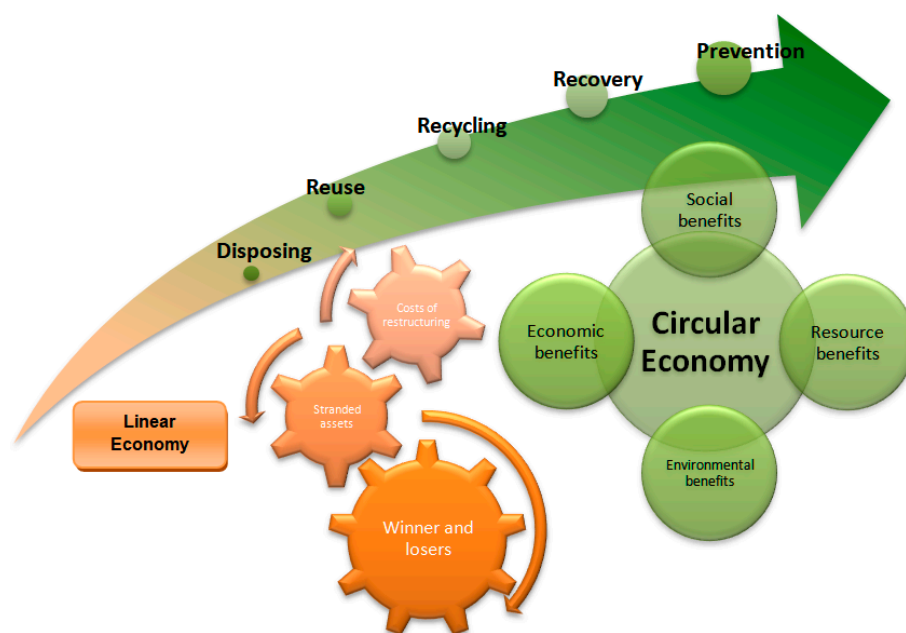 Prevention
Recovery
Recycling
Reuse
Disposing
Social
benefits
Costs of
restructuring
Economic
benefits
Circular
Economy
Resource
benefits
Linear
Economy
Stranded
assets
Environmental
benefits
Winner and
losers